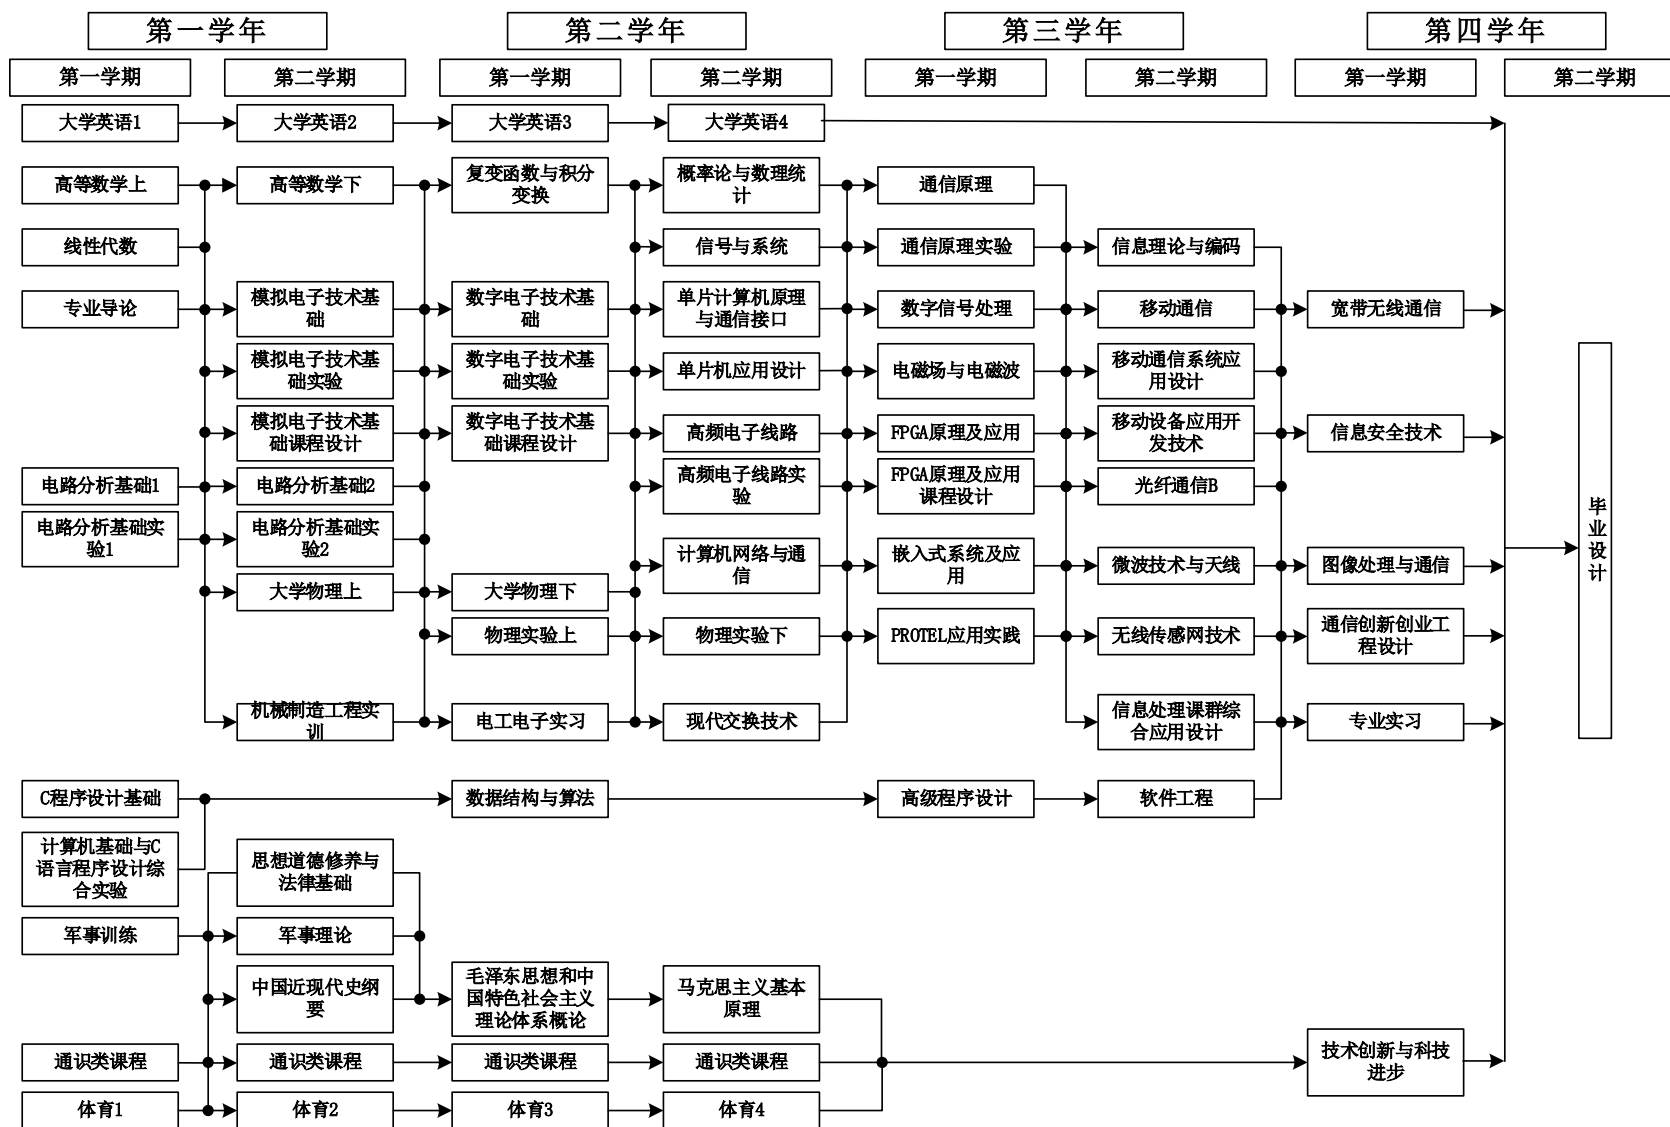 第一学年
第二学年
第三学年
第四学年
第一学期
第二学期
第一学期
第二学期
第一学期
第二学期
第一学期
第二学期
大学英语1
大学英语2
大学英语3
大学英语4
高等数学上
高等数学下
复变函数与积分
变换
概率论与数理统
计
通信原理
线性代数
信号与系统
通信原理实验
信息理论与编码
专业导论
模拟电子技术基
础
数字电子技术基
础
单片计算机原理
与通信接口
数字信号处理
移动通信
宽带无线通信
模拟电子技术基
础实验
数字电子技术基
础实验
单片机应用设计
电磁场与电磁波
移动通信系统应
用设计
模拟电子技术基
础课程设计
数字电子技术基
础课程设计
高频电子线路
FPGA原理及应用
移动设备应用开
发技术
信息安全技术
电路分析基础1
电路分析基础2
高频电子线路实
验
FPGA原理及应用
课程设计
光纤通信B
电路分析基础实
验1
电路分析基础实
验2
计算机网络与通
信
嵌入式系统及应
用
微波技术与天线
图像处理与通信
毕
业
设
计
大学物理上
大学物理下
物理实验上
物理实验下
PROTEL应用实践
无线传感网技术
通信创新创业工
程设计
机械制造工程实
训
电工电子实习
现代交换技术
信息处理课群综
合应用设计
专业实习
C程序设计基础
数据结构与算法
高级程序设计
软件工程
计算机基础与C
语言程序设计综
合实验
思想道德修养与
法律基础
军事训练
军事理论
中国近现代史纲
要
毛泽东思想和中
国特色社会主义
理论体系概论
马克思主义基本
原理
通识类课程
通识类课程
通识类课程
通识类课程
技术创新与科技
进步
体育1
体育2
体育3
体育4